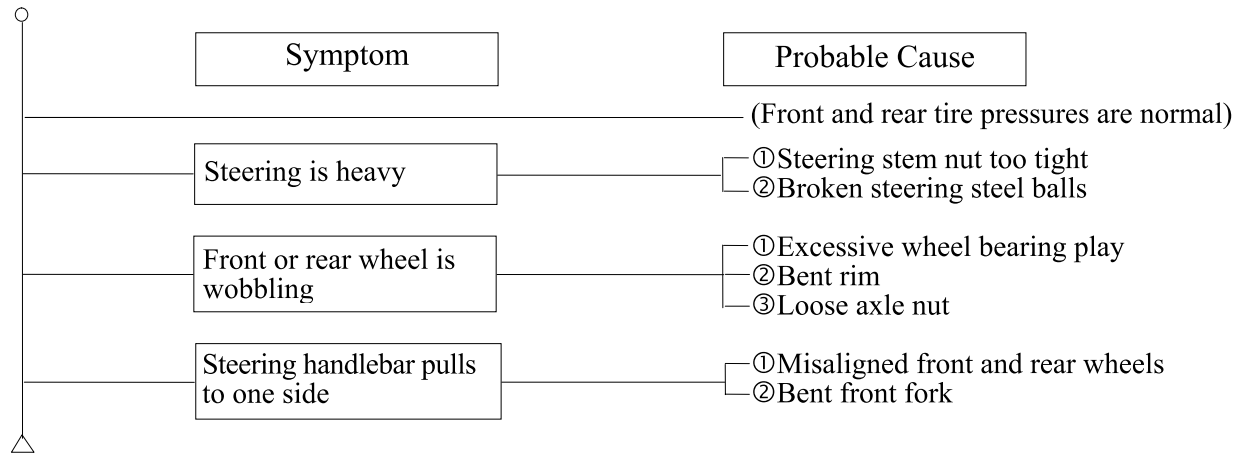 Symptom
Probable Cause
(Front and rear tire pressures are normal)
Steering is heavy
①Steering stem nut too tight
②Broken steering steel balls
Front or rear wheel is
wobbling
①Excessive wheel bearing play
②Bent rim
③Loose axle nut
Steering handlebar pulls
to one side
①Misaligned front and rear wheels
②Bent front fork